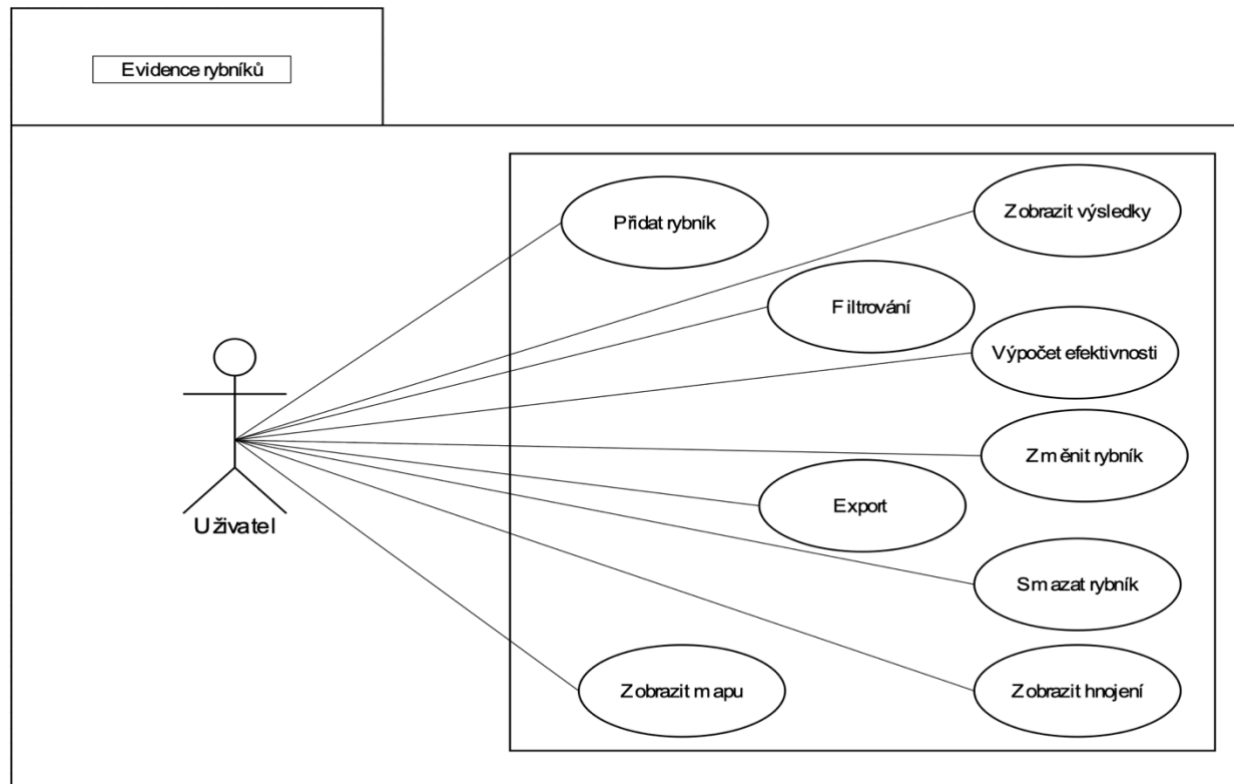 Evidence rybníků
Přidat rybník
Zobrazit výsledky
Filtrování
Výpočet efektivnosti
Změnit rybník
Export
Uživatel
Smazat rybník
Zobrazit mapu
Zobrazit hnojení